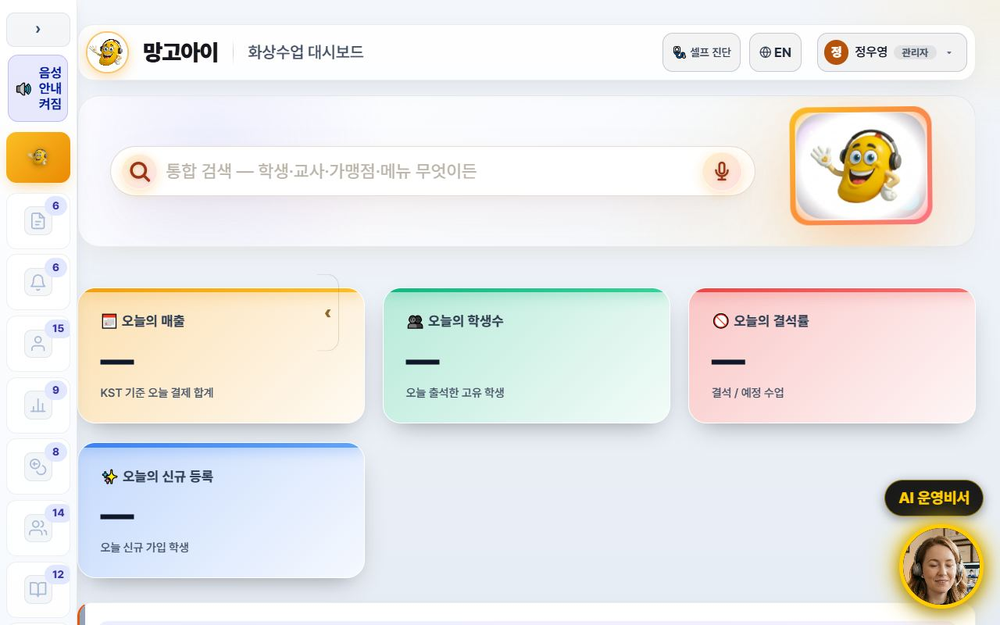 ›
음성
안내
켜짐
망고아이
화상수업 대시보드
셀프 진단
EN
정
정우영
관리자
통합 검색 — 학생·교사·가맹점·메뉴 무엇이든
6
6
15
9
8
14
12
오늘의 매출
‹
—
KST 기준 오늘 결제 합계
오늘의 학생수
—
오늘 출석한 고유 학생
오늘의 결석률
—
결석 / 예정 수업
오늘의 신규 등록
—
오늘 신규 가입 학생
AI 운영비서